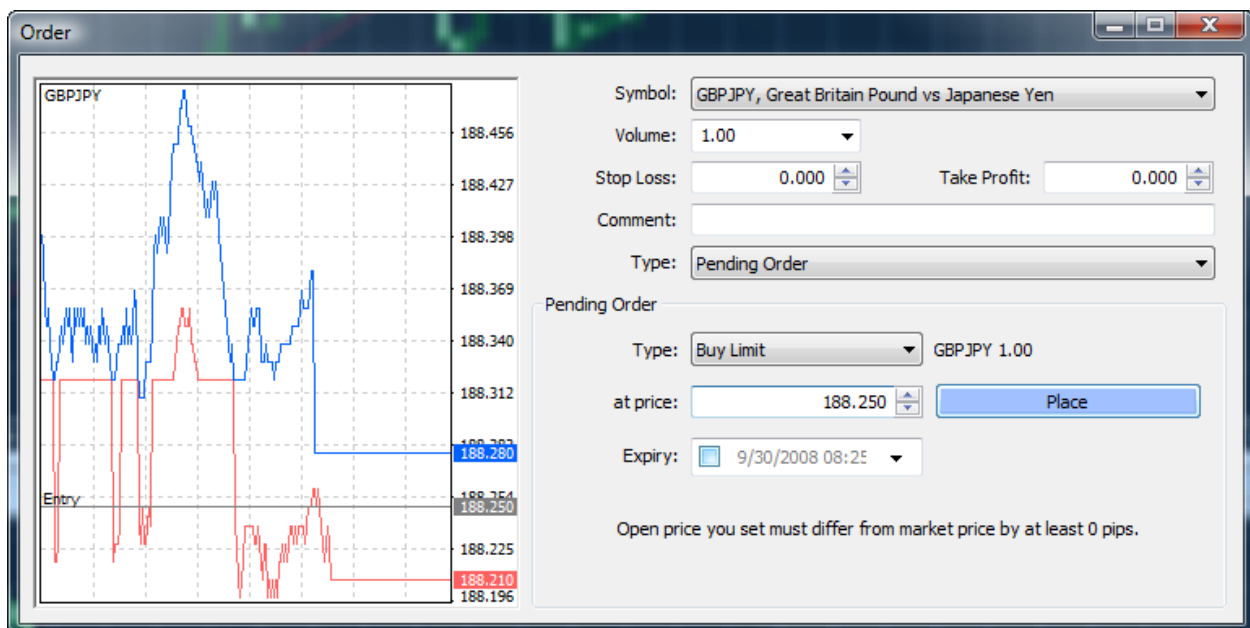 Order
GBPJPY
188.456
188.427
188.398
188.369
188.340
188.312
188.280
Entry
188.254
188.250
188.225
188.210
188.196
Symbol: GBPJPY, Great Britain Pound vs Japanese Yen
Volume: 1.00
Stop Loss: 0.000 Take Profit: 0.000
Comment:
Type: Pending Order
Pending Order
Type: Buy Limit GBPJPY 1.00
at price: 188.250 Place
Expiry: 9/30/2008 08:25
Open price you set must differ from market price by at least 0 pips.